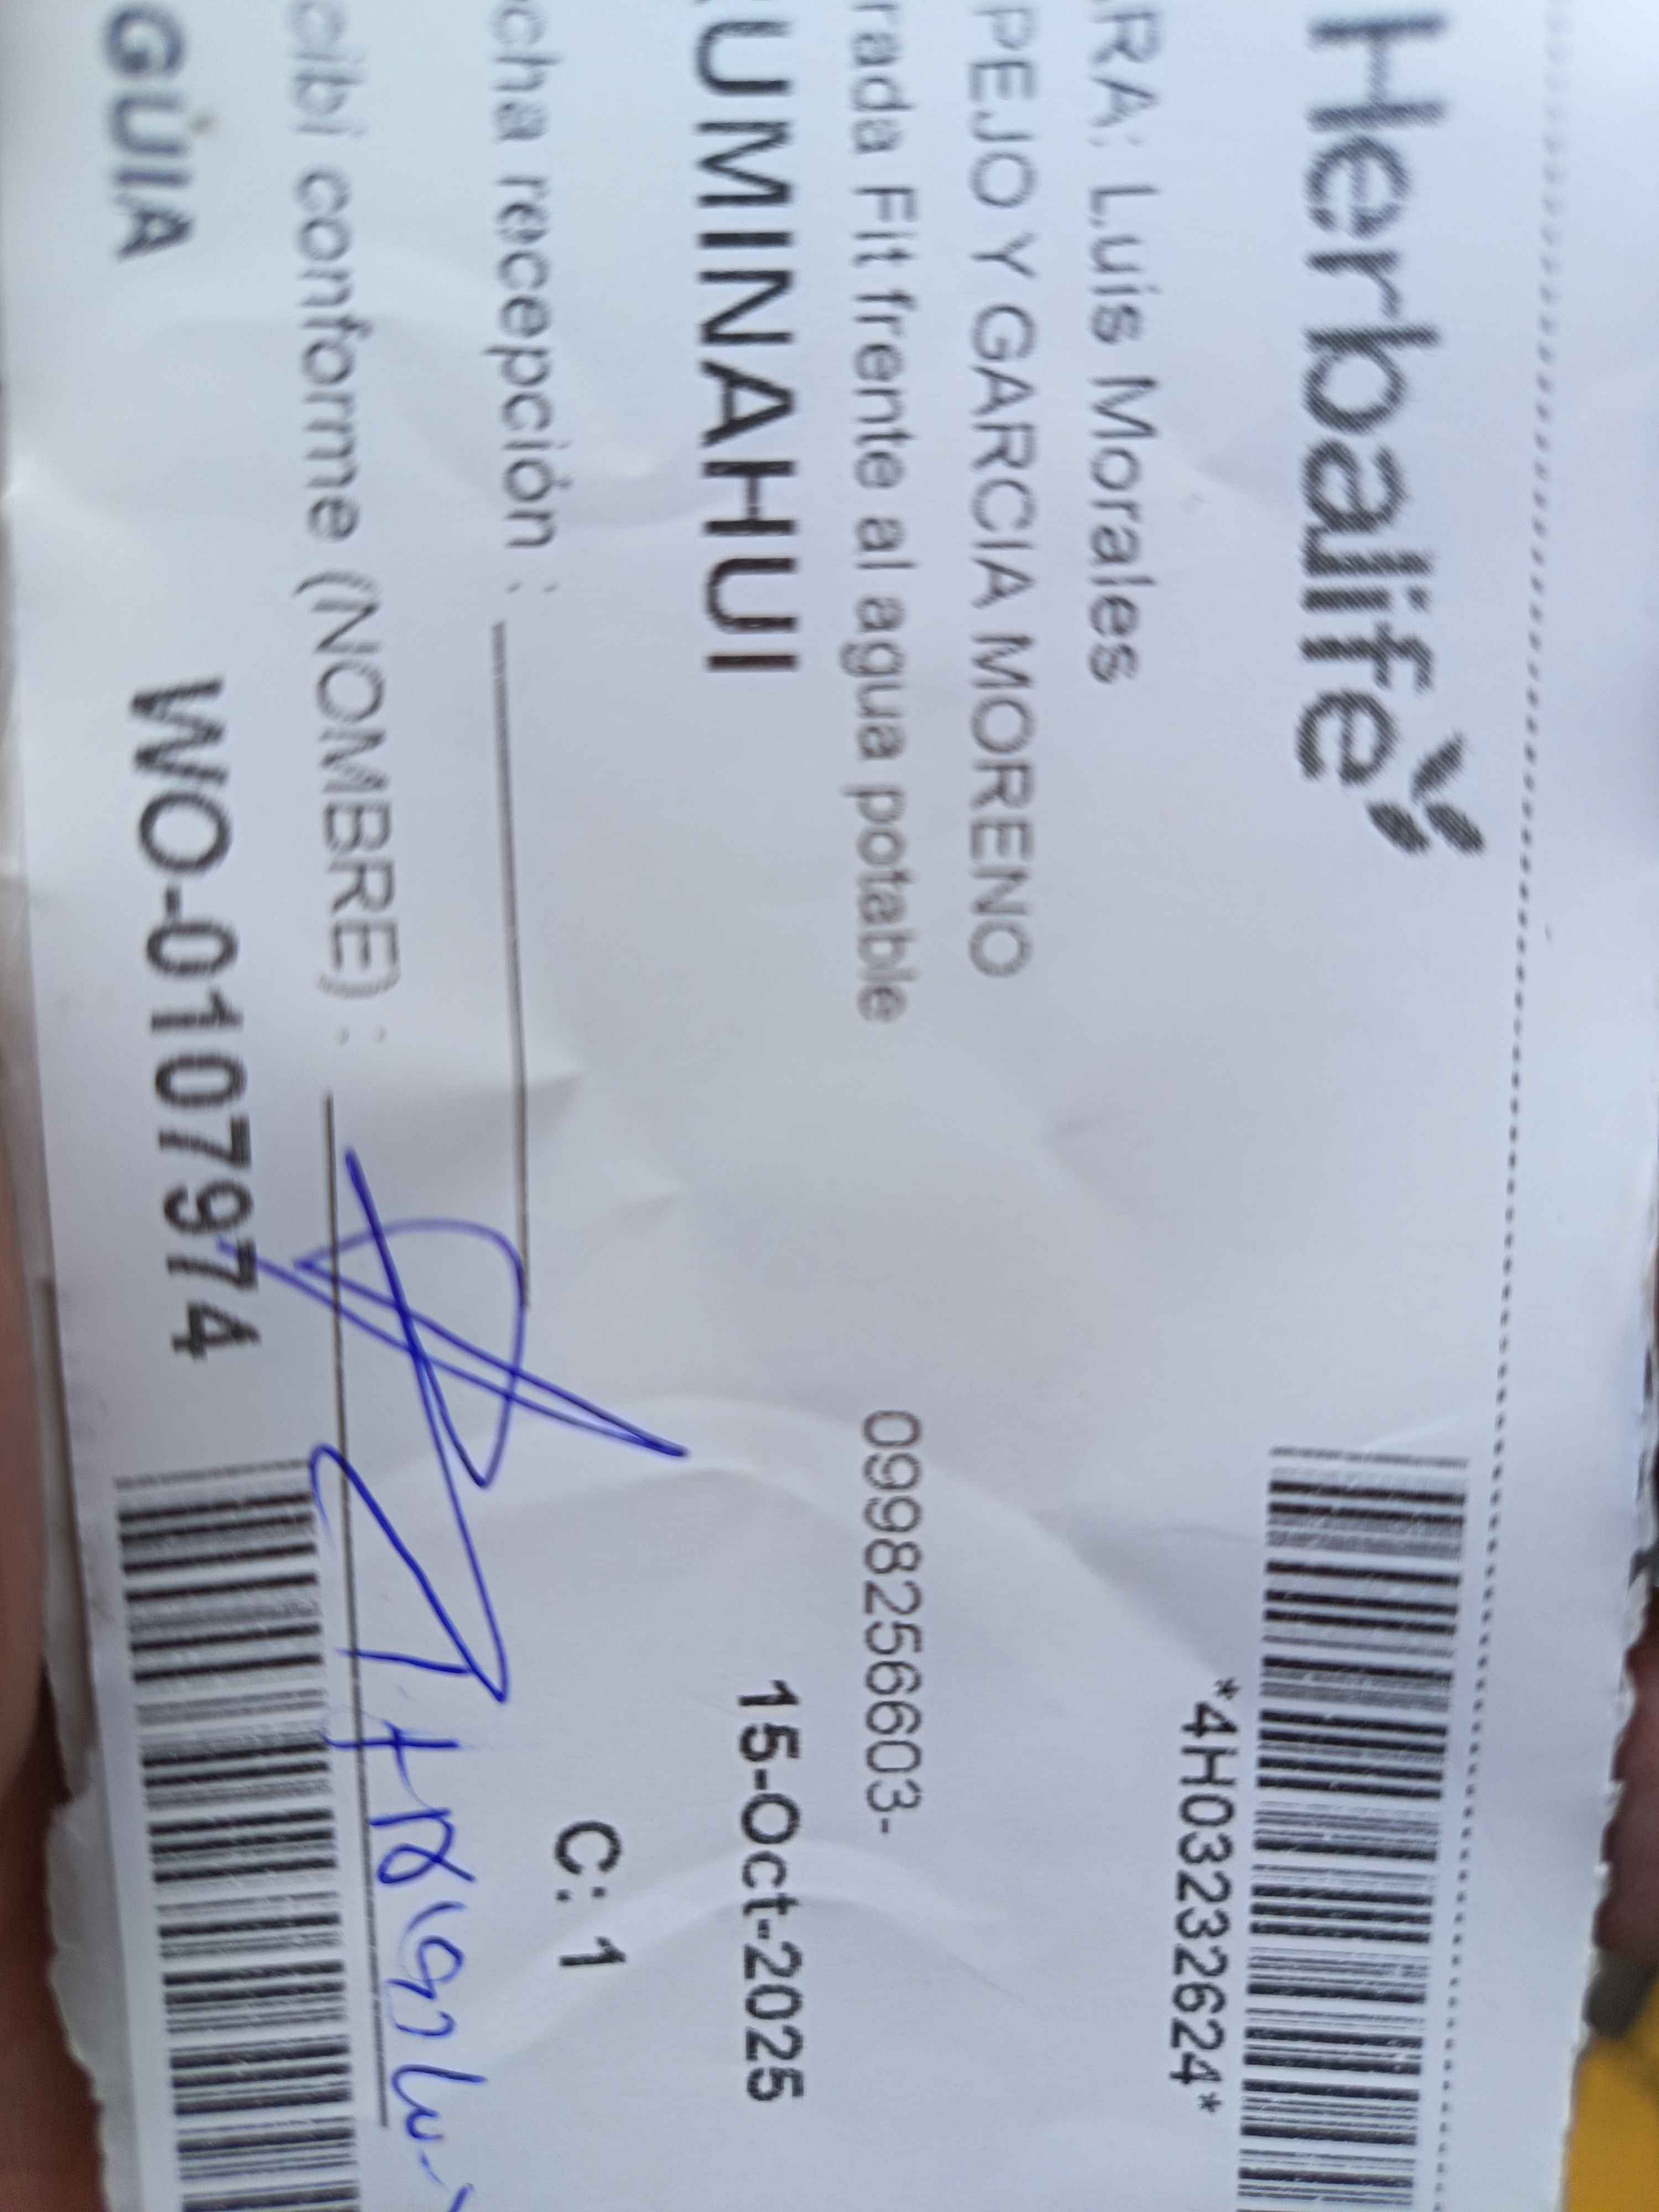 Herbalife
*4H03232624*
RA: Luis Morales
PEJO Y GARCIA MORENO
rada Fit frente al agua potable
0998256603-
UMINAHUI
15-Oct-2025
C: 1
cha recepción :
cibí conforme (NOMBRE) :
GUIA
WO-0107974